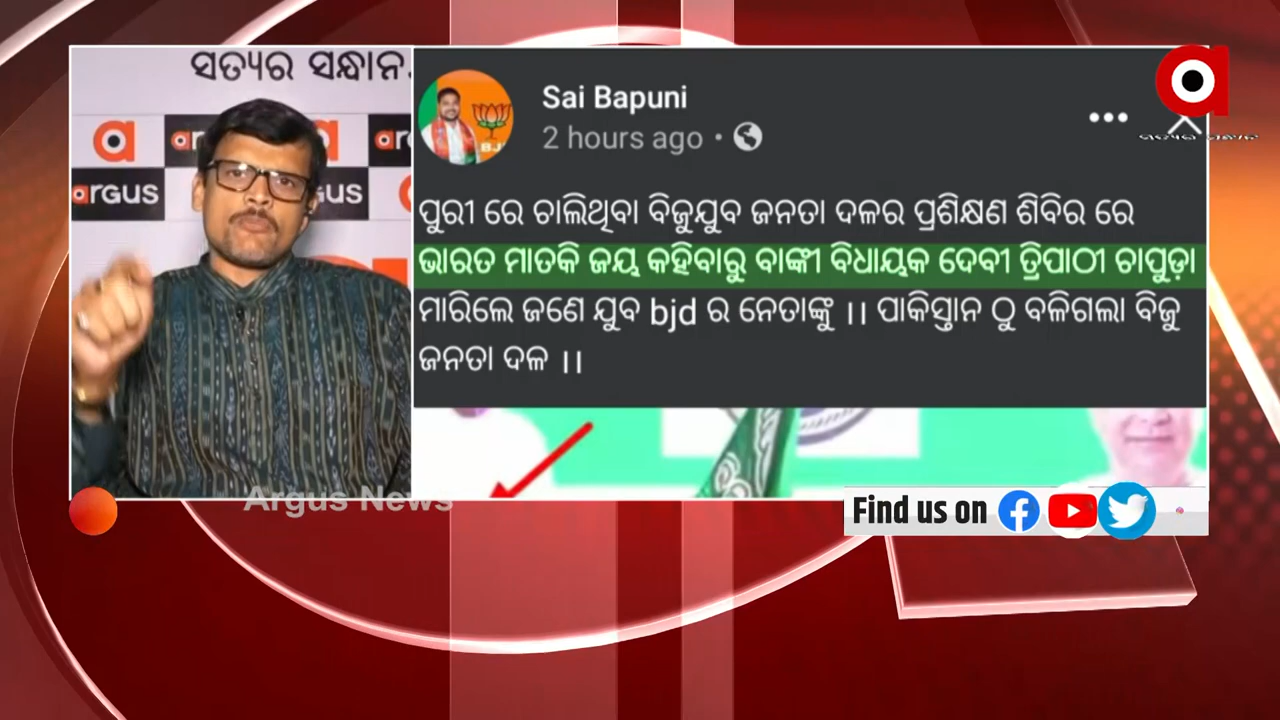 ସତ୍ୟର ସନ୍ଧାନ.
argus
argus
Sai Bapuni
2 hours ago ·
ପୁରୀ ରେ ଚାଲିଥିବା ବିଜୁଯୁବ ଜନତା ଦଳର ପ୍ରଶିକ୍ଷଣ ଶିବିର ରେ
ଭାରତ ମାତକି ଜୟ କହିବାରୁ ବାଙ୍କୀ ବିଧାୟକ ଦେବୀ ତ୍ରିପାଠୀ ଚାପୁଡ଼ା
ମାରିଲେ ଜଣେ ଯୁବ bjd ର ନେତାଙ୍କୁ ।। ପାକିସ୍ତାନ ଠୁ ବଳିଗଲା ବିଜୁ
ଜନତା ଦଳ ।।
Argus News
Find us on